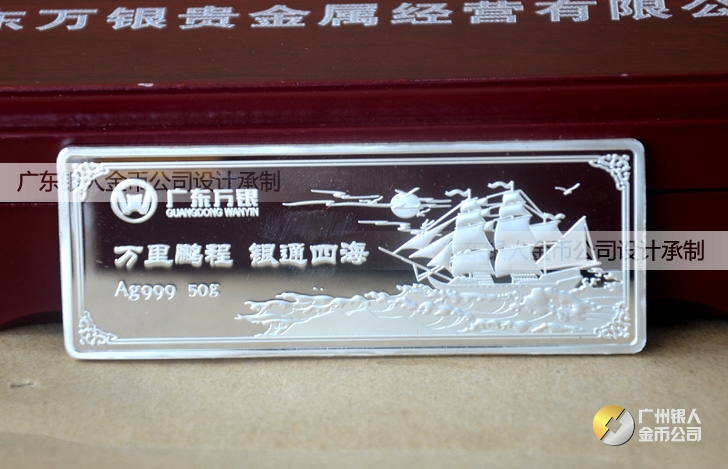 东万银贵金属经营有限公
广东银人金币公司设计承制
广东万银
GUANGDONG WANYIN
万里鹏程 银通四海
Ag999 50g
人金币公司设计承制
广州银人
金币公司